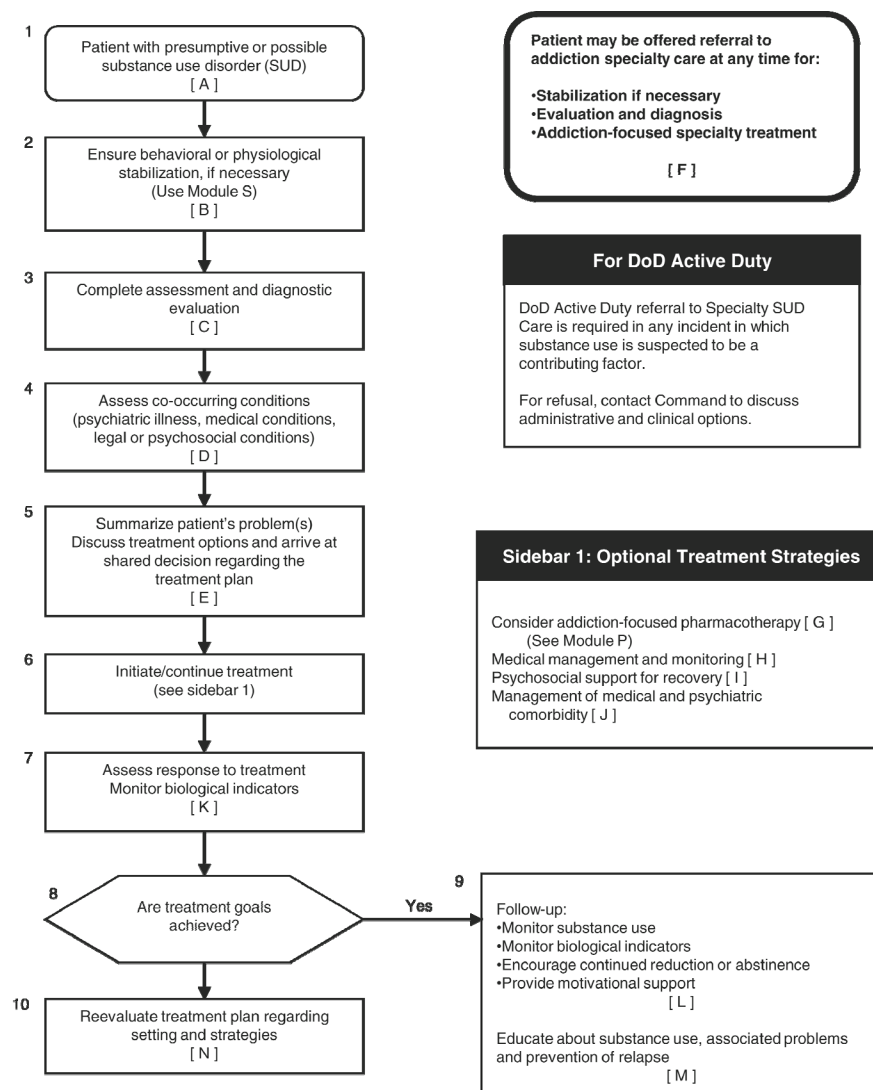 1
Patient with presumptive or possible
substance use disorder (SUD)
[ A ]
2
Ensure behavioral or physiological
stabilization, if necessary
(Use Module S)
[ B ]
3
Complete assessment and diagnostic
evaluation
[ C ]
4
Assess co-occurring conditions
(psychiatric illness, medical conditions,
legal or psychosocial conditions)
[ D ]
5
Summarize patient's problem(s)
Discuss treatment options and arrive at
shared decision regarding the
treatment plan
[ E ]
6
Initiate/continue treatment
(see sidebar 1)
7
Assess response to treatment
Monitor biological indicators
[ K ]
8
Are treatment goals
achieved?
Yes
9
Follow-up:
•Monitor substance use
•Monitor biological indicators
•Encourage continued reduction or abstinence
•Provide motivational support
[ L ]
Educate about substance use, associated problems
and prevention of relapse
[ M ]
10
Reevaluate treatment plan regarding
setting and strategies
[ N ]
Patient may be offered referral to
addiction specialty care at any time for:
•Stabilization if necessary
•Evaluation and diagnosis
•Addiction-focused specialty treatment
[ F ]
For DoD Active Duty
DoD Active Duty referral to Specialty SUD
Care is required in any incident in which
substance use is suspected to be a
contributing factor.
For refusal, contact Command to discuss
administrative and clinical options.
Sidebar 1: Optional Treatment Strategies
Consider addiction-focused pharmacotherapy [ G ]
(See Module P)
Medical management and monitoring [ H ]
Psychosocial support for recovery [ I ]
Management of medical and psychiatric
comorbidity [ J ]